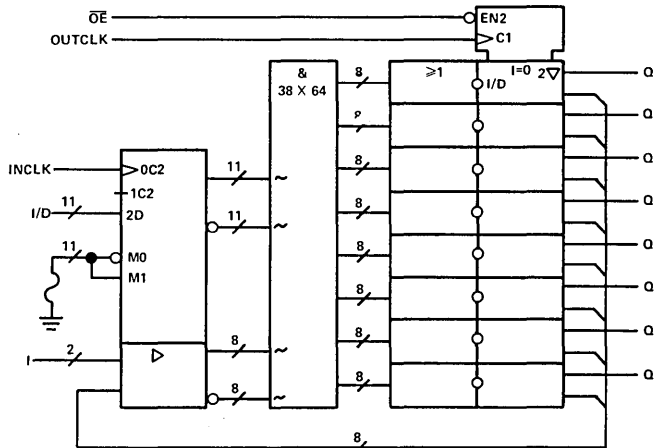 OE
EN2
OUTCLK
C1
&
38 X 64
8
≥1
I=0
2
Q
I/D
8
Q
8
Q
8
Q
8
Q
8
Q
8
Q
8
Q
INCLK
0C2
11
1C2
I/D
11
2D
11
11
M0
M1
I
2
8
8
8
~
~
~
~